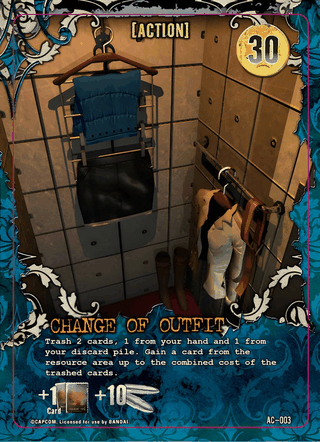 [ACTION]
30
CHANGE OF OUTFIT
Trash 2 cards, 1 from your hand and 1 from
your discard pile. Gain a card from the
resource area up to the combined cost of the
trashed cards.
+1 +10
Card
©CAPCOM. Licensed for use by BANDAI AC-003